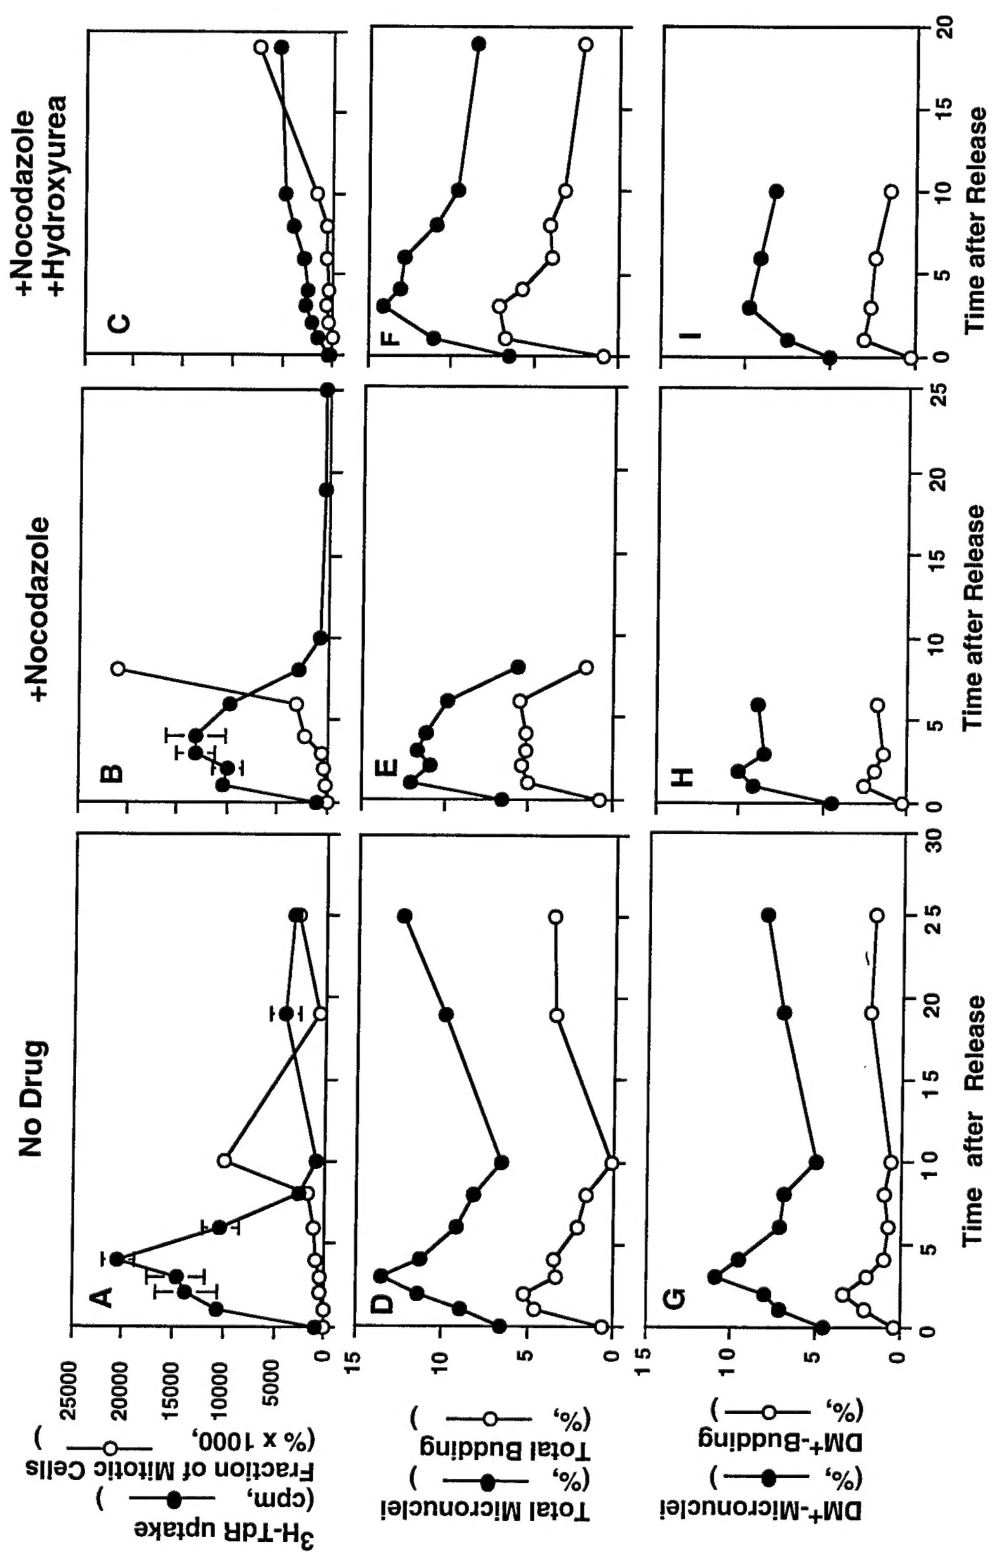 No Drug
+Nocodazole
+Nocodazole
+Hydroxyurea
3H-TdR uptake
(cpm, )
Fraction of Mitotic Cells
(% x 1000, )
25000
20000
15000
10000
5000
0
A
B
C
Total Micronuclei
(%, )
Total Budding
(%, )
15
10
5
0
D
E
F
DM+-Micronuclei
(%, )
DM+-Budding
(%, )
15
10
5
0
G
H
I
0 5 10 15 20 25 30
0 5 10 15 20 25
0 5 10 15 20
Time after Release
Time after Release
Time after Release